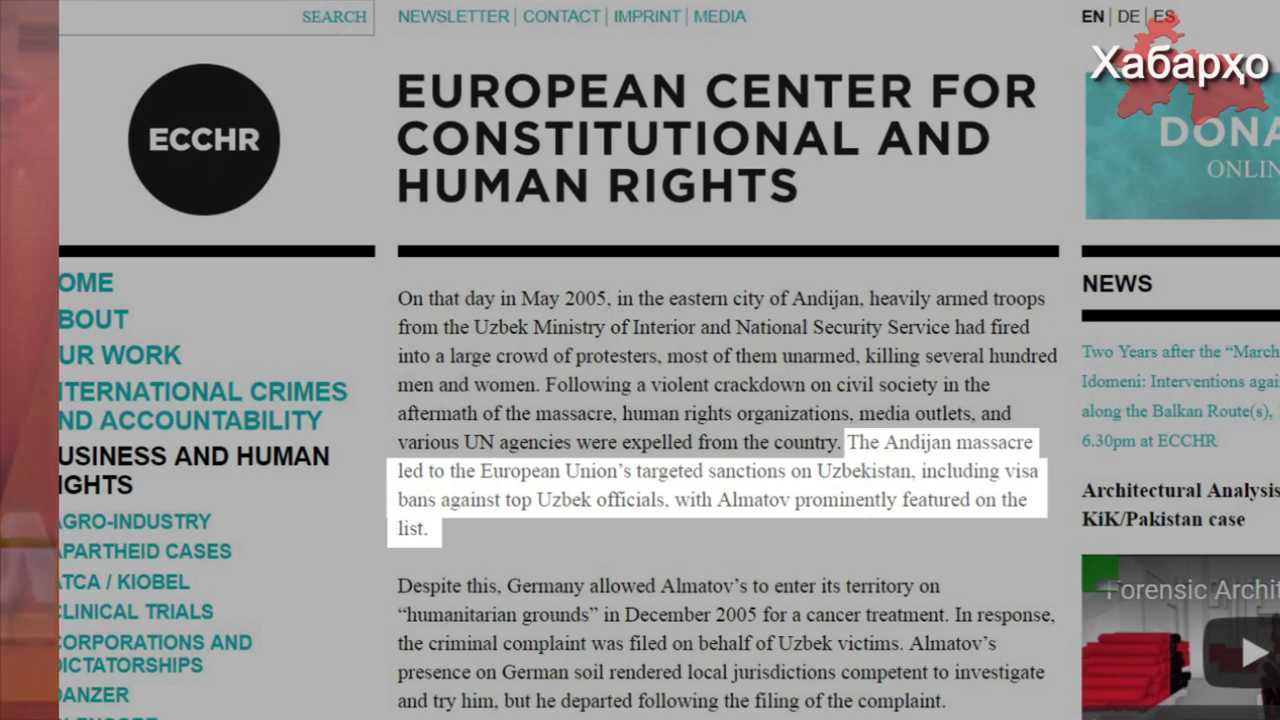 SEARCH
NEWSLETTER | CONTACT | IMPRINT | MEDIA
EN | DE | ES
Хабарҳо
ECCHR
EUROPEAN CENTER FOR
CONSTITUTIONAL AND
HUMAN RIGHTS
DONA
ONLIN
OME
BOUT
UR WORK
NTERNATIONAL CRIMES
ND ACCOUNTABILITY
USINESS AND HUMAN
IGHTS
AGRO-INDUSTRY
APARTHEID CASES
ATCA / KIOBEL
CLINICAL TRIALS
CORPORATIONS AND
DICTATORSHIPS
DANZER
On that day in May 2005, in the eastern city of Andijan, heavily armed troops
from the Uzbek Ministry of Interior and National Security Service had fired
into a large crowd of protesters, most of them unarmed, killing several hundred
men and women. Following a violent crackdown on civil society in the
aftermath of the massacre, human rights organizations, media outlets, and
various UN agencies were expelled from the country. The Andijan massacre
led to the European Union’s targeted sanctions on Uzbekistan, including visa
bans against top Uzbek officials, with Almatov prominently featured on the
list.
Despite this, Germany allowed Almatov’s to enter its territory on
“humanitarian grounds” in December 2005 for a cancer treatment. In response,
the criminal complaint was filed on behalf of Uzbek victims. Almatov’s
presence on German soil rendered local jurisdictions competent to investigate
and try him, but he departed following the filing of the complaint.
NEWS
Two Years after the “March
Idomeni: Interventions agai
along the Balkan Route(s),
6.30pm at ECCHR
Architectural Analysis
KiK/Pakistan case
Forensic Archi